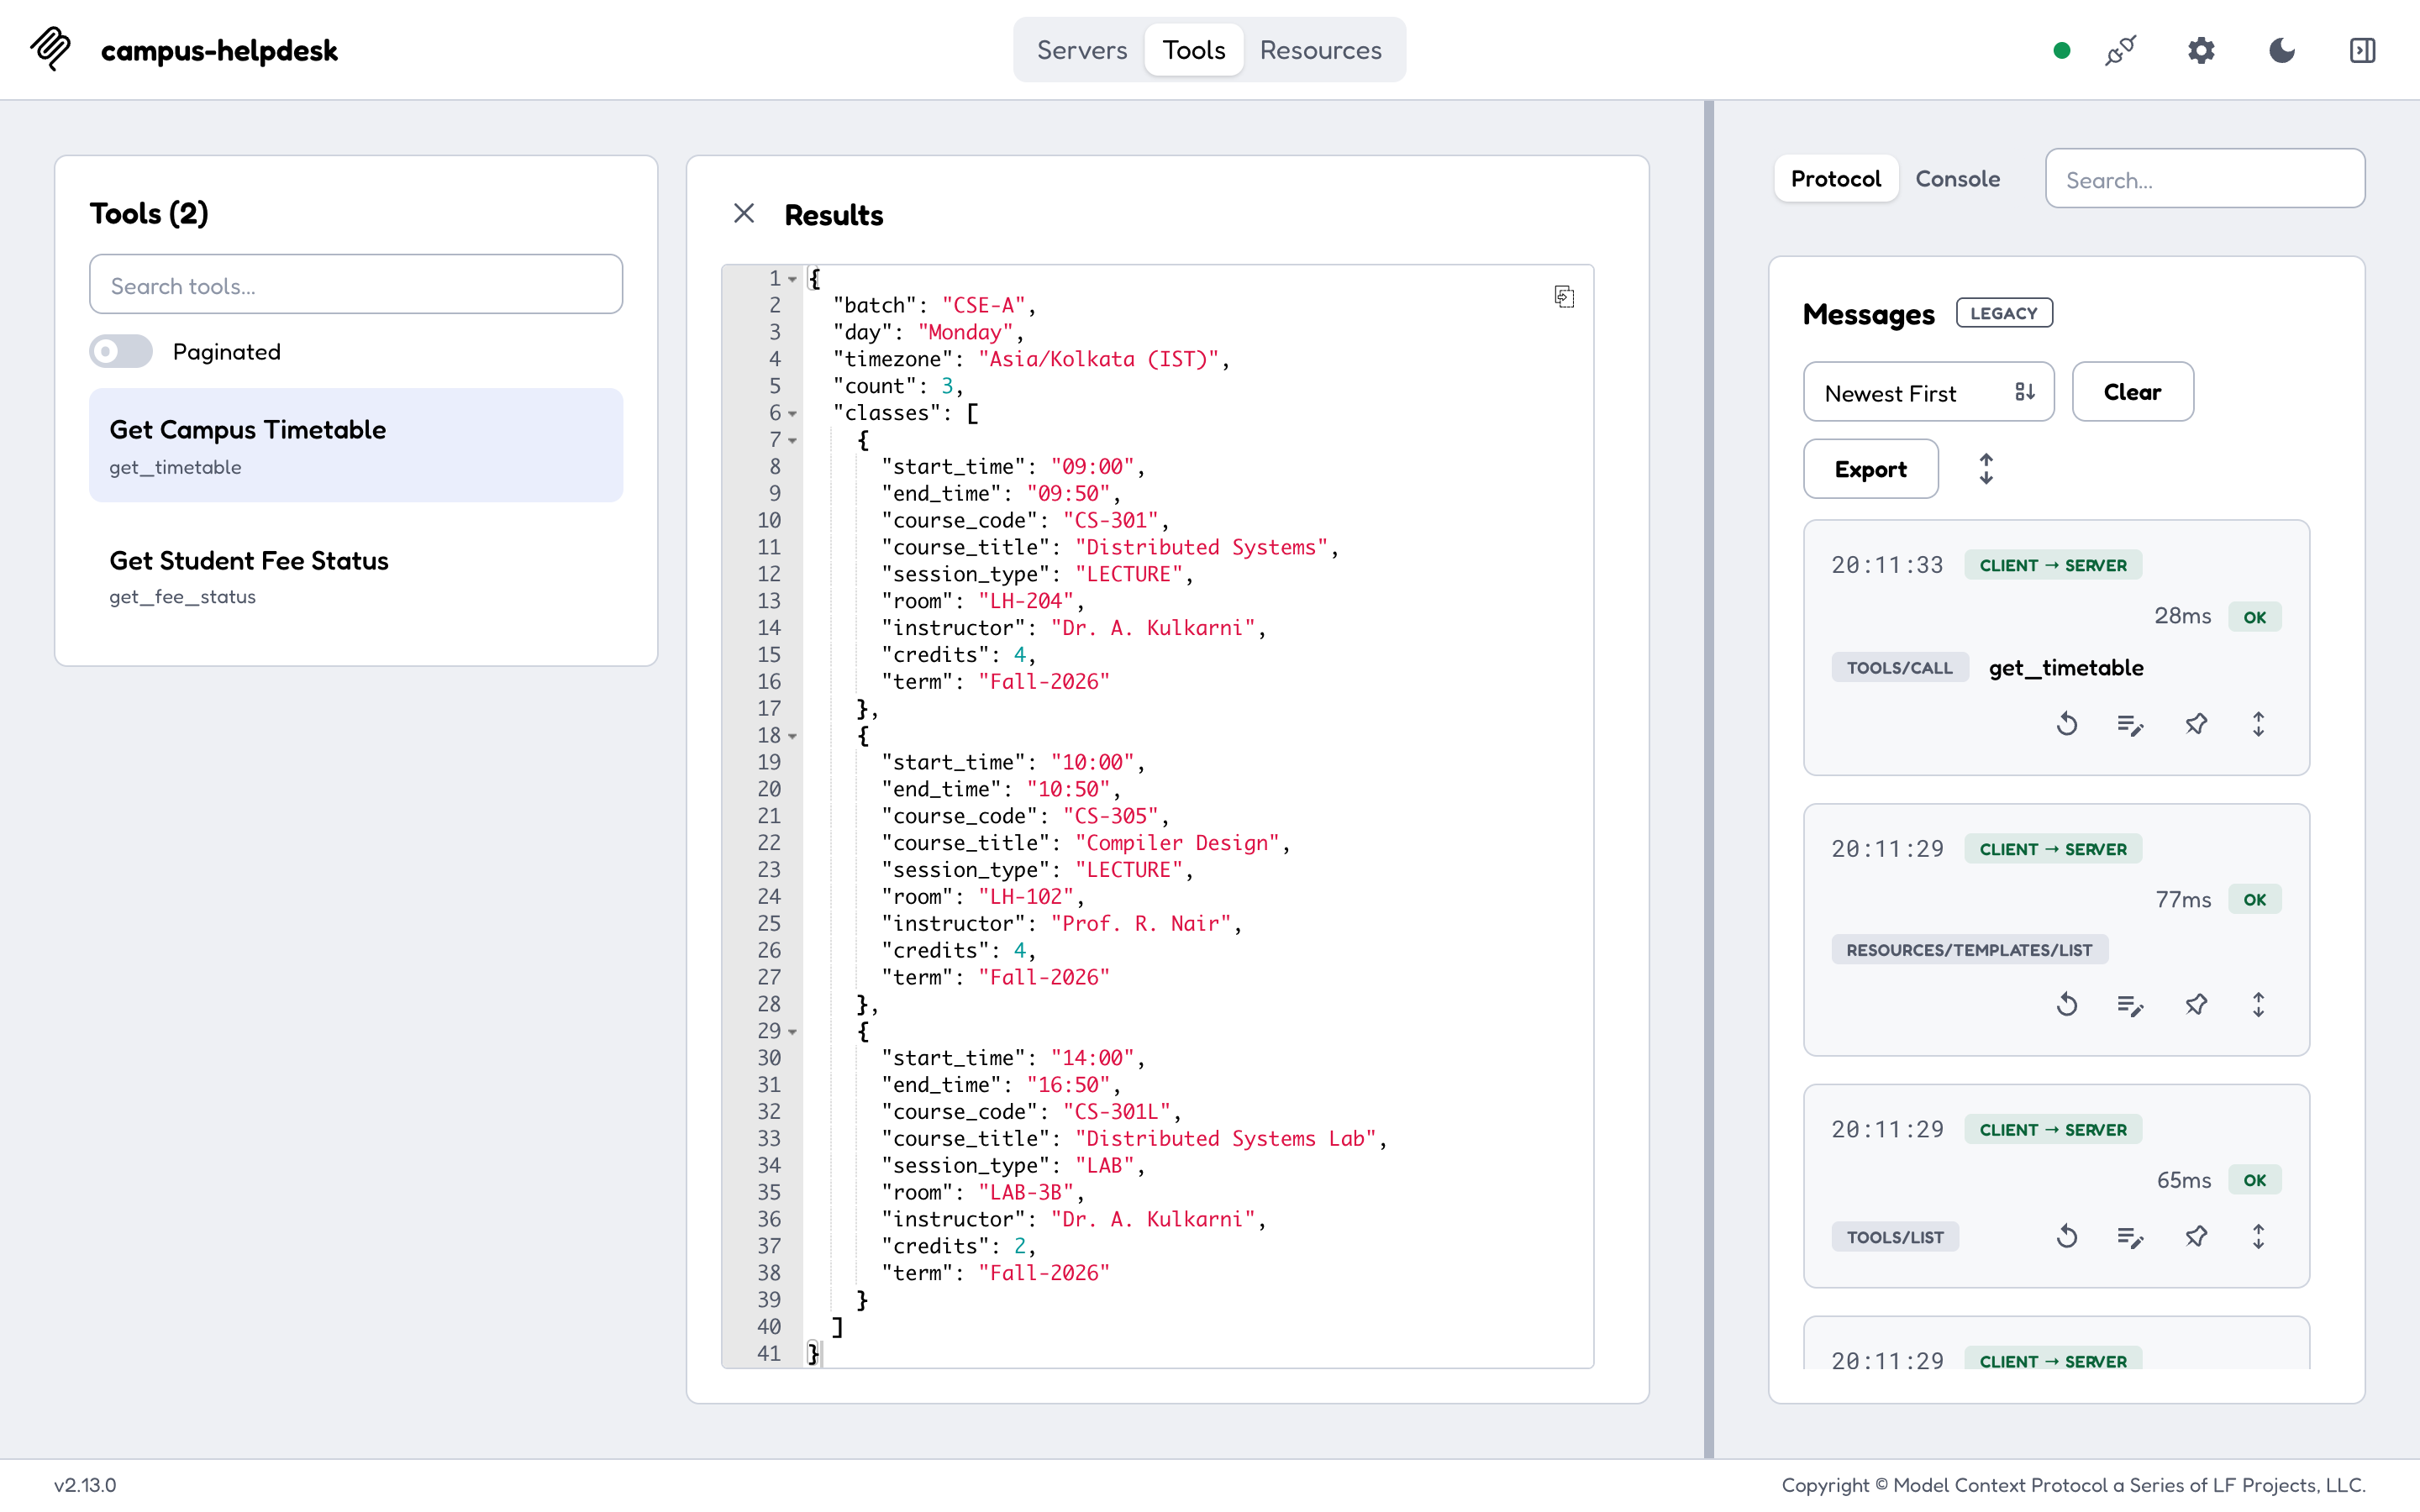 campus-helpdesk
Servers Tools Resources
Tools (2)
Search tools...
Paginated
Get Campus Timetable
get_timetable
Get Student Fee Status
get_fee_status
Results
1 {
2 "batch": "CSE-A",
3 "day": "Monday",
4 "timezone": "Asia/Kolkata (IST)",
5 "count": 3,
6 "classes": [
7 {
8 "start_time": "09:00",
9 "end_time": "09:50",
10 "course_code": "CS-301",
11 "course_title": "Distributed Systems",
12 "session_type": "LECTURE",
13 "room": "LH-204",
14 "instructor": "Dr. A. Kulkarni",
15 "credits": 4,
16 "term": "Fall-2026"
17 },
18 {
19 "start_time": "10:00",
20 "end_time": "10:50",
21 "course_code": "CS-305",
22 "course_title": "Compiler Design",
23 "session_type": "LECTURE",
24 "room": "LH-102",
25 "instructor": "Prof. R. Nair",
26 "credits": 4,
27 "term": "Fall-2026"
28 },
29 {
30 "start_time": "14:00",
31 "end_time": "16:50",
32 "course_code": "CS-301L",
33 "course_title": "Distributed Systems Lab",
34 "session_type": "LAB",
35 "room": "LAB-3B",
36 "instructor": "Dr. A. Kulkarni",
37 "credits": 2,
38 "term": "Fall-2026"
39 }
40 ]
41 }
Protocol Console Search...
Messages LEGACY
Newest First Clear
Export
20:11:33 CLIENT → SERVER
28ms OK
TOOLS/CALL get_timetable
20:11:29 CLIENT → SERVER
77ms OK
RESOURCES/TEMPLATES/LIST
20:11:29 CLIENT → SERVER
65ms OK
TOOLS/LIST
20:11:29 CLIENT → SERVER
v2.13.0
Copyright © Model Context Protocol a Series of LF Projects, LLC.